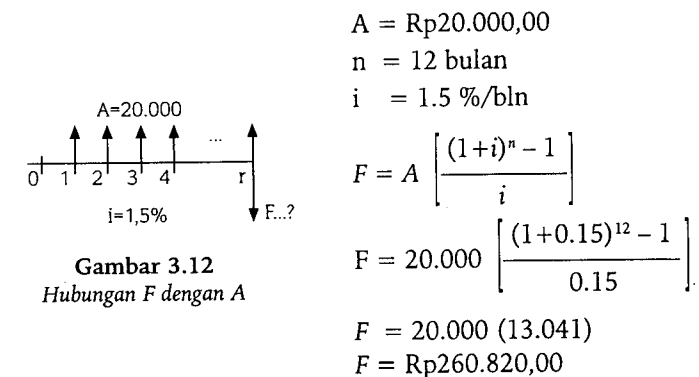 A=20.000
...
0 1 2 3 4 r
i=1,5% F...?
Gambar 3.12
Hubungan F dengan A
A = Rp20.000,00
n = 12 bulan
i = 1.5 %/bln
F = A [ (1+i)ⁿ – 1 / i ]
F = 20.000 [ (1+0.15)¹² – 1 / 0.15 ].
F = 20.000 (13.041)
F = Rp260.820,00